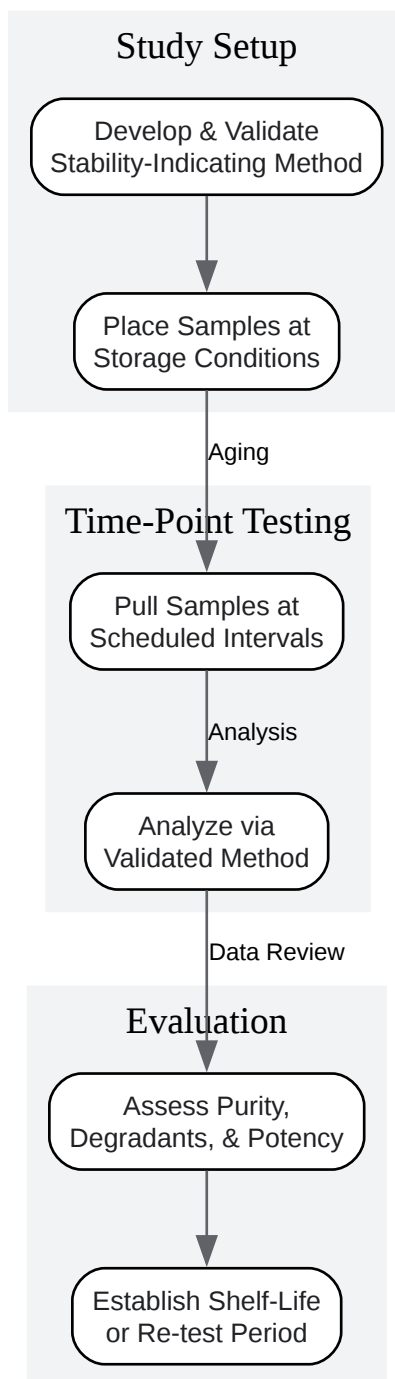 Study Setup
Develop & Validate
Stability-Indicating Method
Place Samples at
Storage Conditions
Aging
Time-Point Testing
Pull Samples at
Scheduled Intervals
Analysis
Analyze via
Validated Method
Data Review
Evaluation
Assess Purity,
Degradants, & Potency
Establish Shelf-Life
or Re-test Period